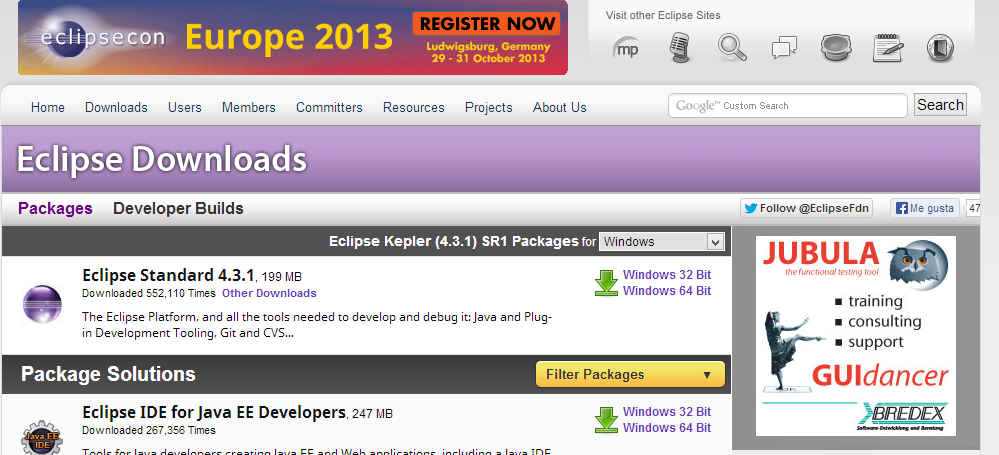 eclipsecon
Europe 2013
REGISTER NOW
Ludwigsburg, Germany
29 - 31 October 2013
Visit other Eclipse Sites
mp
Home Downloads Users Members Committers Resources Projects About Us
Google™ Custom Search
Search
Eclipse Downloads
Packages Developer Builds
Follow @EclipseFdn
Me gusta
47
Eclipse Kepler (4.3.1) SR1 Packages for Windows
Eclipse Standard 4.3.1, 199 MB
Downloaded 552,110 Times Other Downloads
The Eclipse Platform, and all the tools needed to develop and debug it: Java and Plug-
in Development Tooling, Git and CVS...
Windows 32 Bit
Windows 64 Bit
Package Solutions
Filter Packages
Java EE
IDE
Eclipse IDE for Java EE Developers, 247 MB
Downloaded 267,356 Times
Tools for Java developers creating Java EE and Web applications, including a Java IDE
Windows 32 Bit
Windows 64 Bit
JUBULA
the functional testing tool
training
consulting
support
GUIdancer
BREDEX
Software-Entwicklung und Beratung